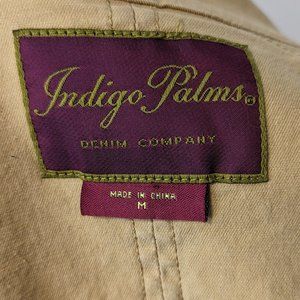 Indigo Palms®
DENIM COMPANY
MADE IN CHINA
M